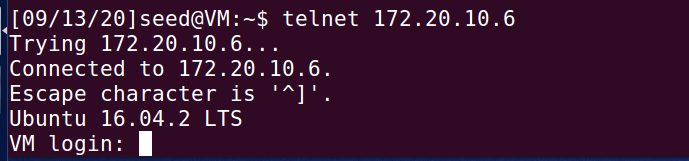 [09/13/20]seed@VM:~$ telnet 172.20.10.6
Trying 172.20.10.6...
Connected to 172.20.10.6.
Escape character is '^]'.
Ubuntu 16.04.2 LTS
VM login: